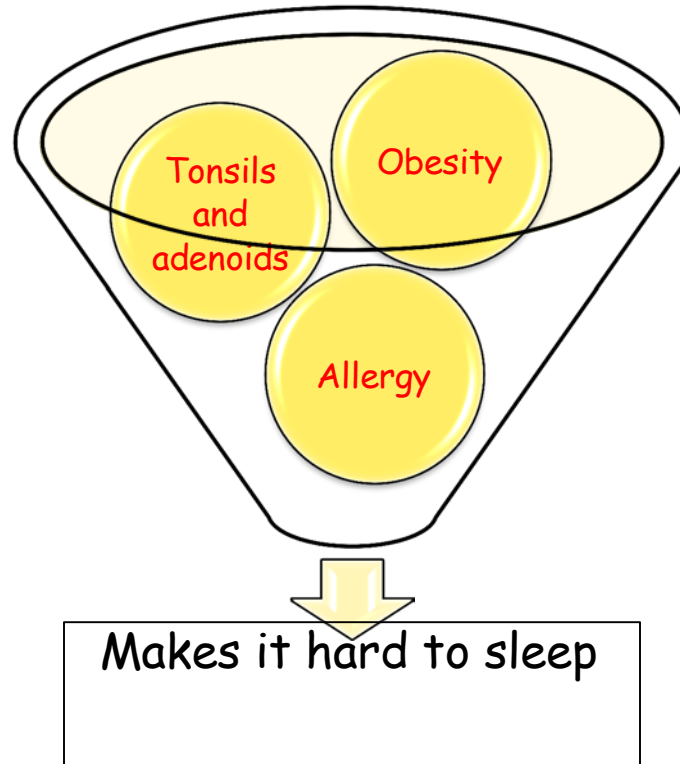 Tonsils
and
adenoids
Obesity
Allergy
Makes it hard to sleep